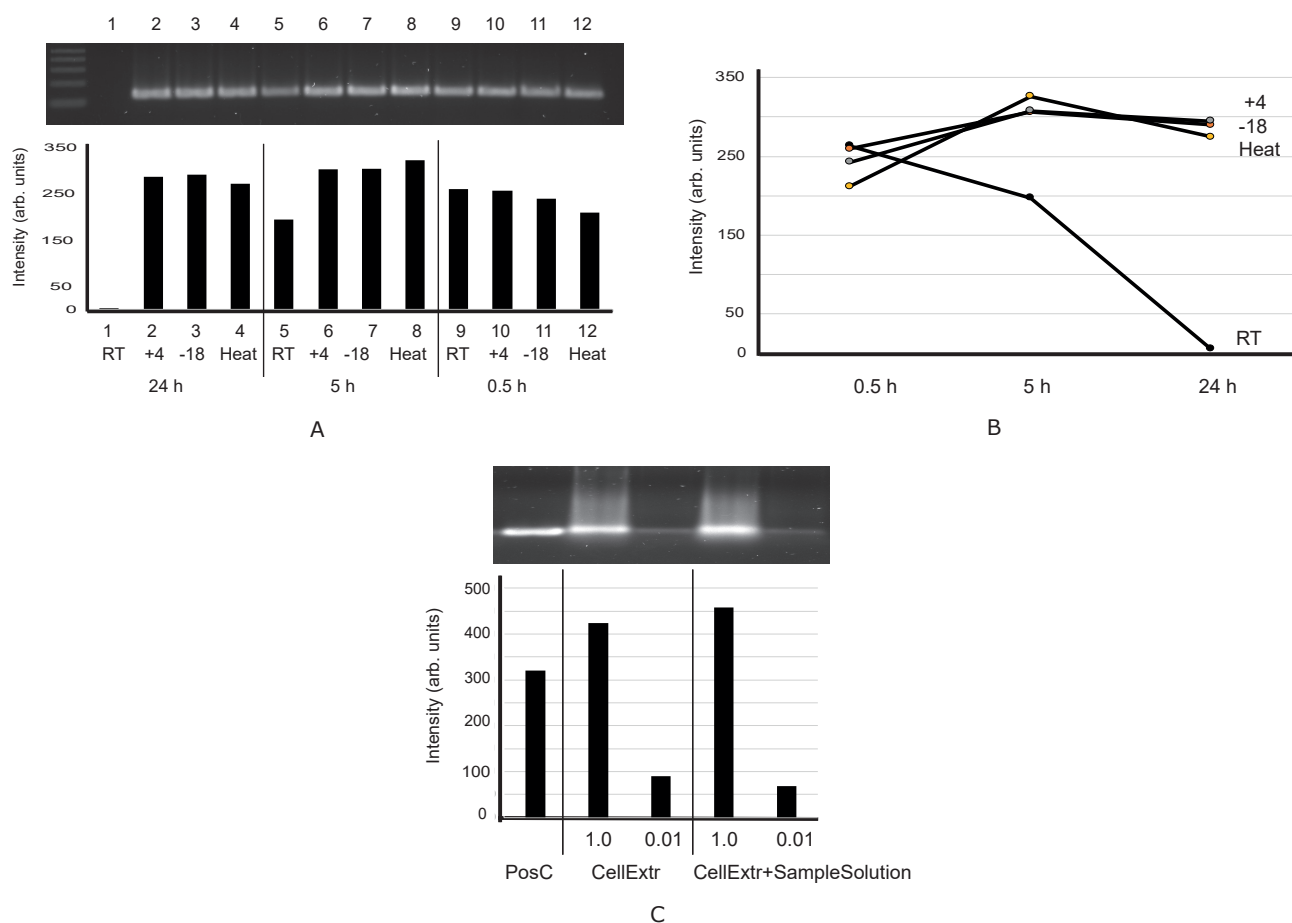 1 2 3 4 5 6 7 8 9 10 11 12
Intensity (arb. units)
350
250
150
50
0
1 2 3 4 5 6 7 8 9 10 11 12
RT +4 -18 Heat RT +4 -18 Heat RT +4 -18 Heat
24 h 5 h 0.5 h
A
Intensity (arb. units)
350
250
150
50
0
+4
-18
Heat
RT
0.5 h 5 h 24 h
B
Intensity (arb. units)
500
400
300
200
100
0
1.0 0.01 1.0 0.01
PosC CellExtr CellExtr+SampleSolution
C